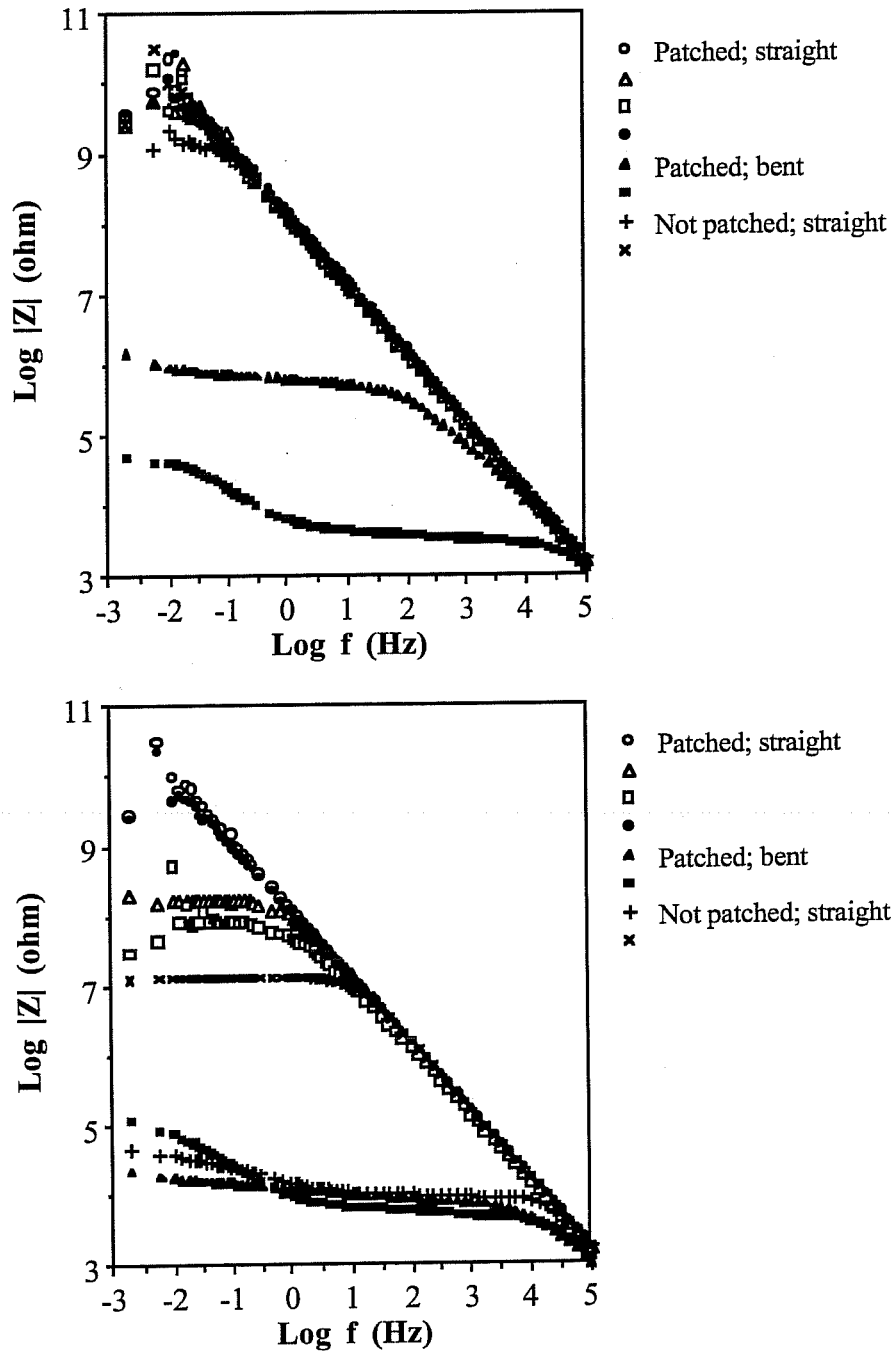 11
9
7
5
3
Log |Z| (ohm)
-3 -2 -1 0 1 2 3 4 5
Log f (Hz)
Patched; straight
Patched; bent
Not patched; straight
11
9
7
5
3
Log |Z| (ohm)
-3 -2 -1 0 1 2 3 4 5
Log f (Hz)
Patched; straight
Patched; bent
Not patched; straight